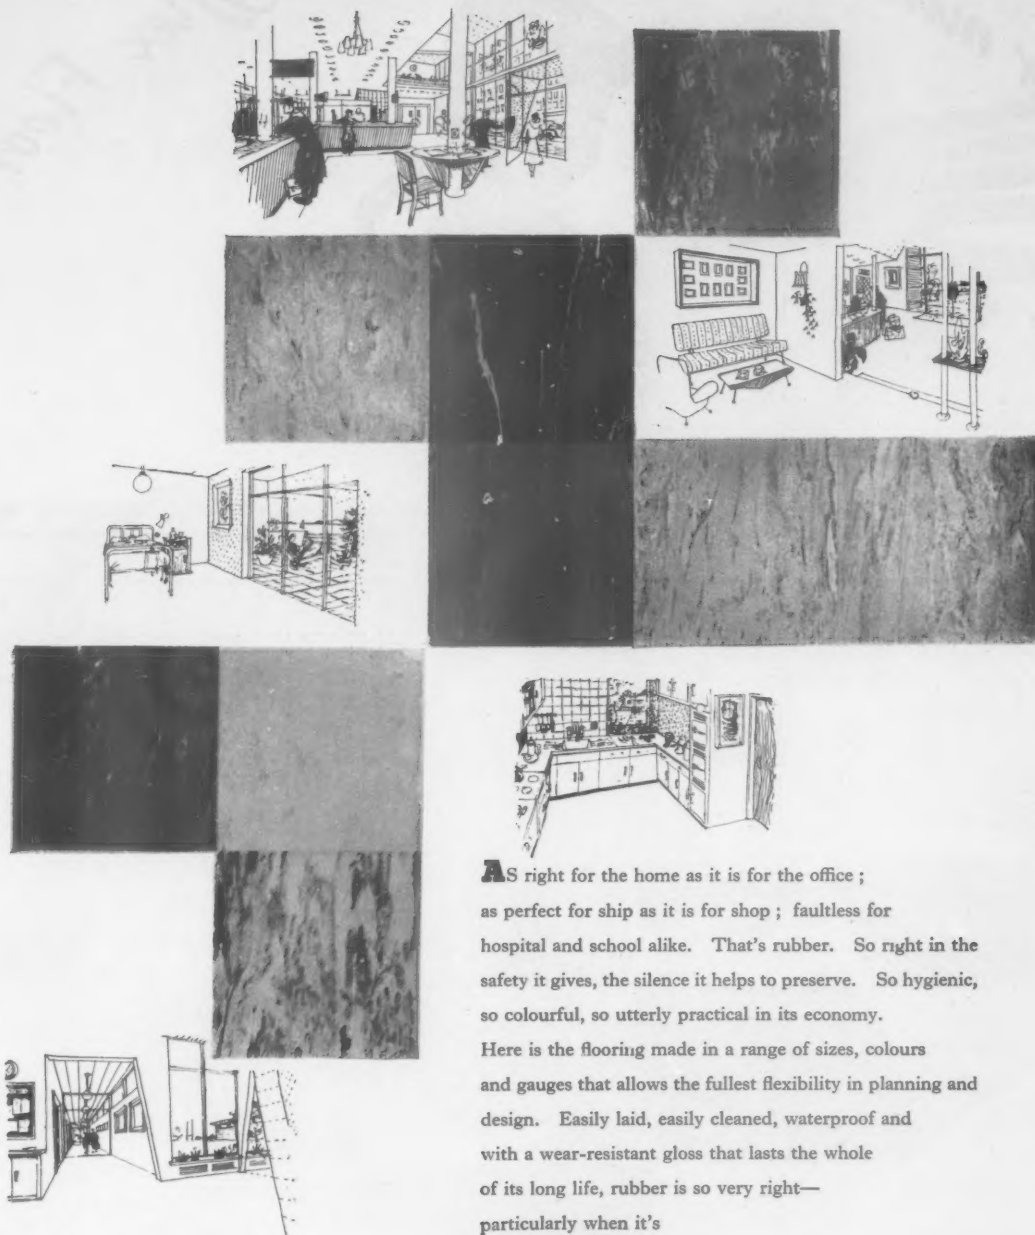 AS right for the home as it is for the office ;
as perfect for ship as it is for shop ; faultless for
hospital and school alike. That's rubber. So right in the
safety it gives, the silence it helps to preserve. So hygienic,
so colourful, so utterly practical in its economy.
Here is the flooring made in a range of sizes, colours
and gauges that allows the fullest flexibility in planning and
design. Easily laid, easily cleaned, waterproof and
with a wear-resistant gloss that lasts the whole
of its long life, rubber is so very right—
particularly when it's